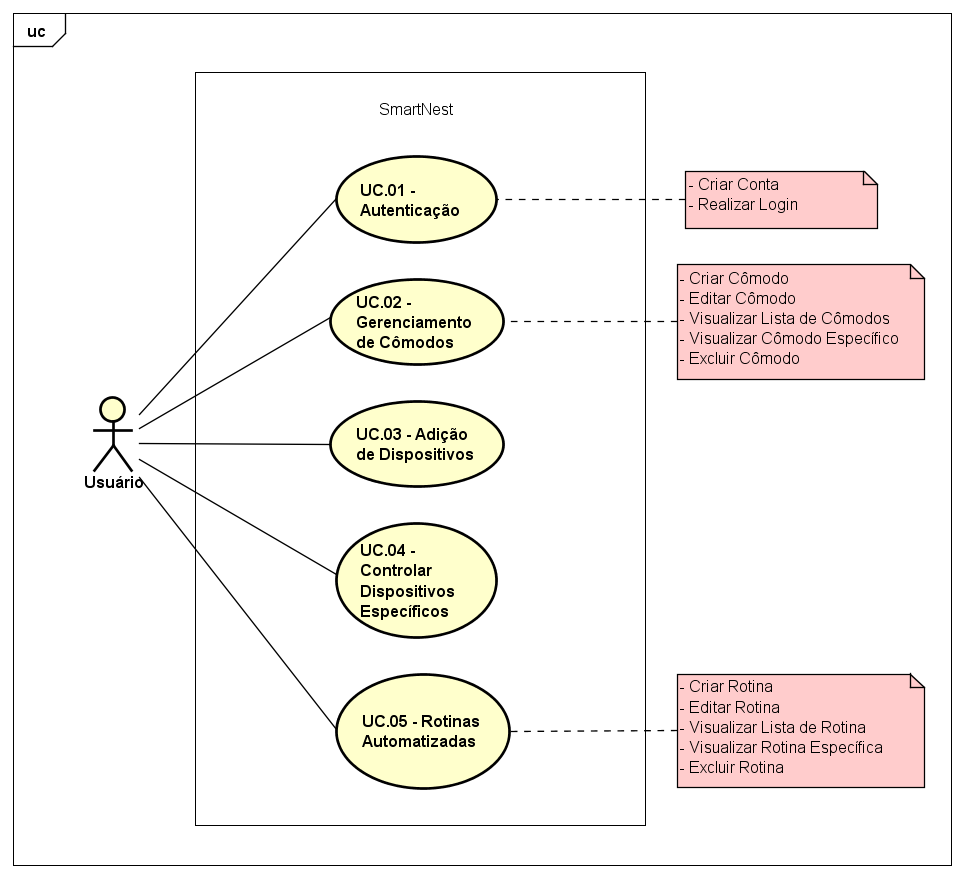 uc
SmartNest
UC.01 -
Autenticação
- Criar Conta
- Realizar Login
UC.02 -
Gerenciamento
de Cômodos
- Criar Cômodo
- Editar Cômodo
- Visualizar Lista de Cômodos
- Visualizar Cômodo Específico
- Excluir Cômodo
Usuário
UC.03 - Adição
de Dispositivos
UC.04 -
Controlar
Dispositivos
Específicos
UC.05 - Rotinas
Automatizadas
- Criar Rotina
- Editar Rotina
- Visualizar Lista de Rotina
- Visualizar Rotina Específica
- Excluir Rotina